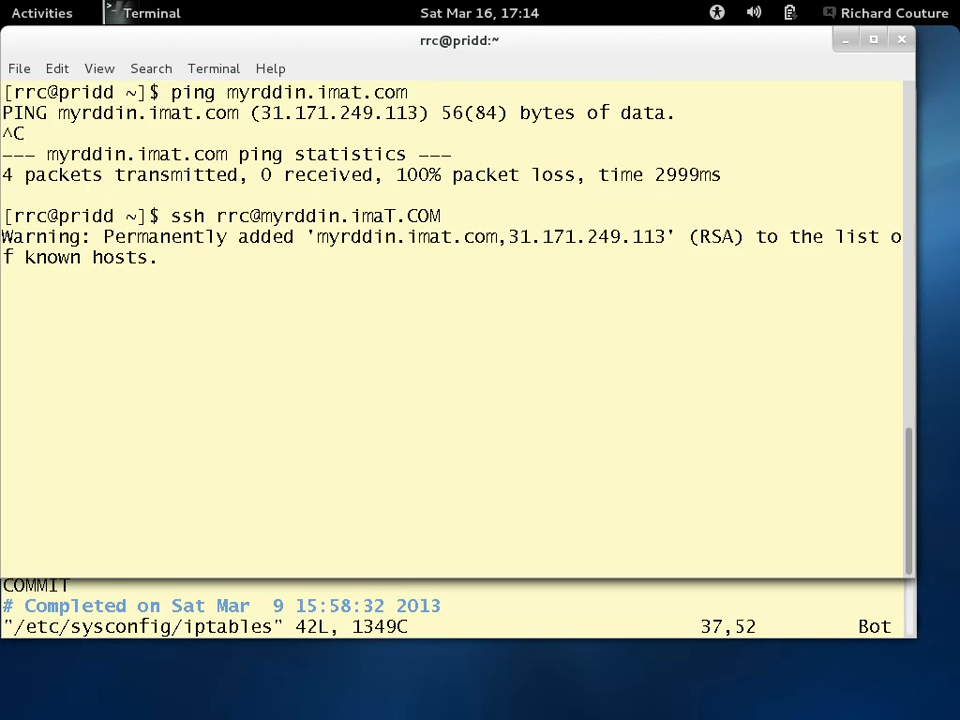 Activities Terminal Sat Mar 16, 17:14 Richard Couture
rrc@pridd:~
File Edit View Search Terminal Help
[rrc@pridd ~]$ ping myrddin.imat.com
PING myrddin.imat.com (31.171.249.113) 56(84) bytes of data.
^C
--- myrddin.imat.com ping statistics ---
4 packets transmitted, 0 received, 100% packet loss, time 2999ms
[rrc@pridd ~]$ ssh rrc@myrddin.imaT.COM
Warning: Permanently added 'myrddin.imat.com,31.171.249.113' (RSA) to the list o
f known hosts.
COMMIT
# Completed on Sat Mar  9 15:58:32 2013
"/etc/sysconfig/iptables" 42L, 1349C 37,52 Bot